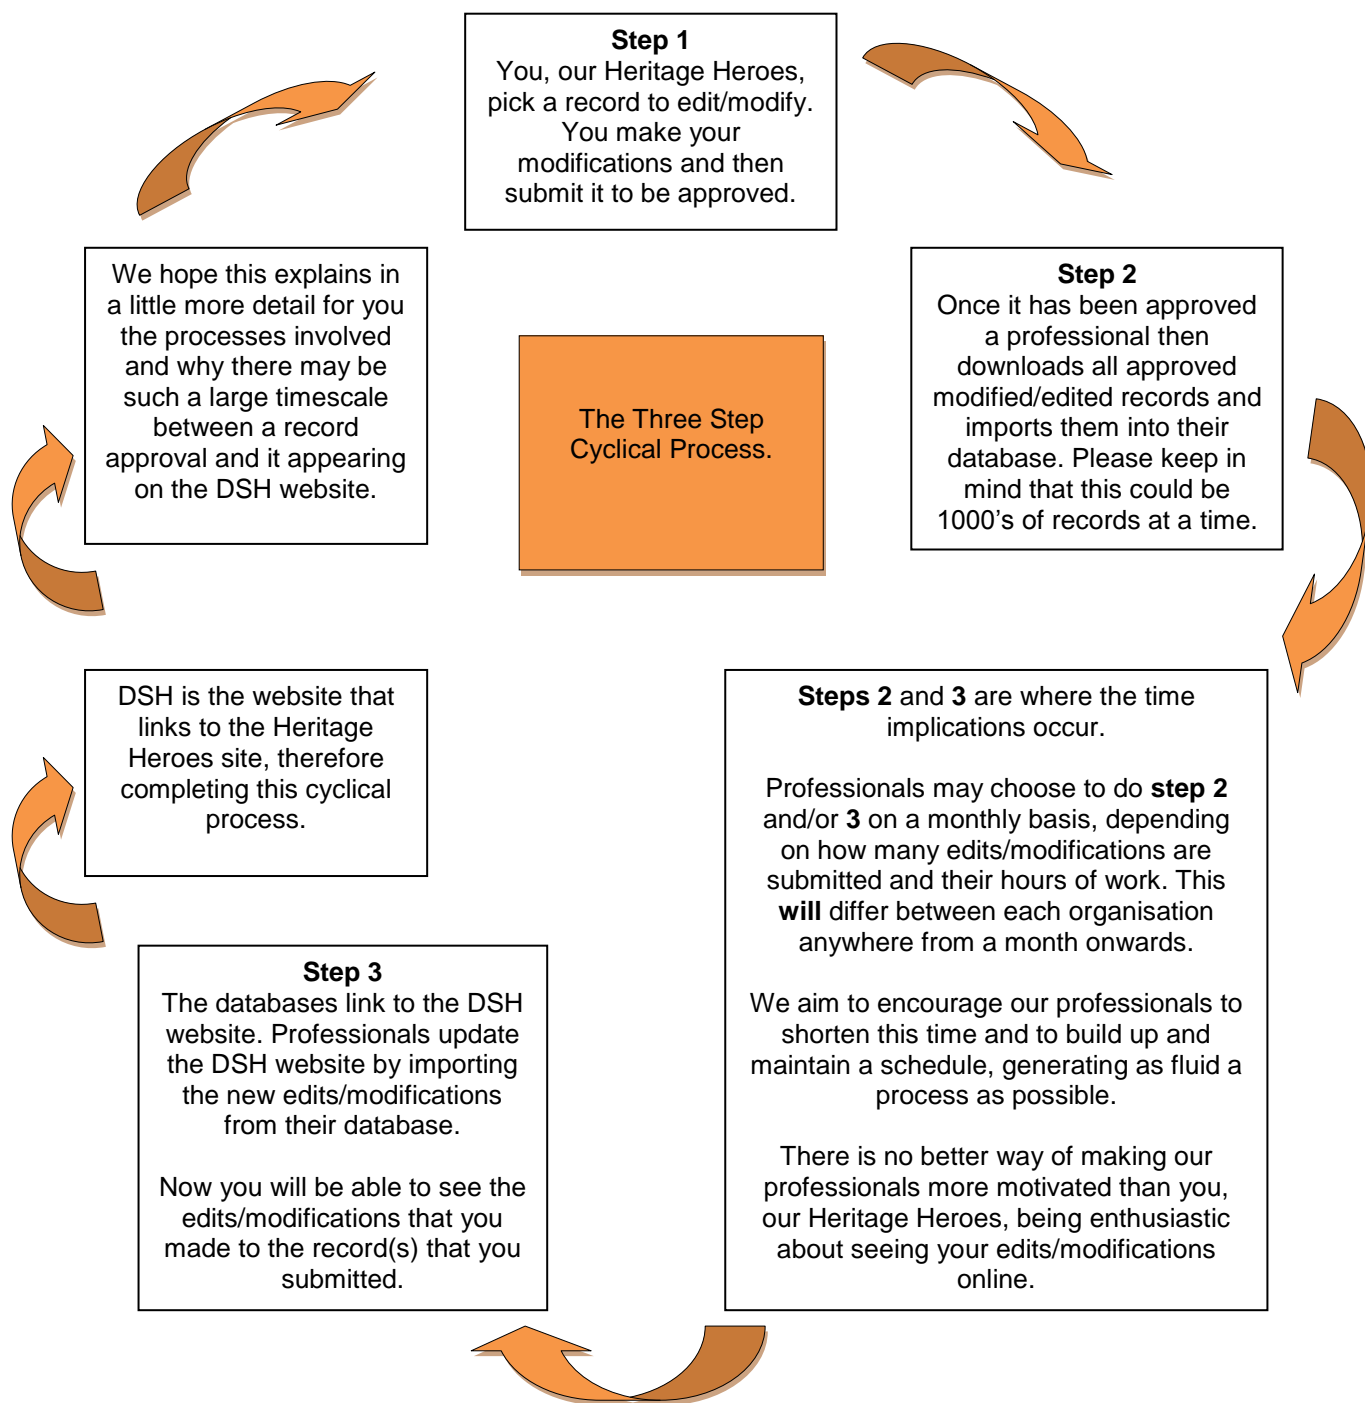 Step 1
You, our Heritage Heroes,
pick a record to edit/modify.
You make your
modifications and then
submit it to be approved.
Step 2
Once it has been approved
a professional then
downloads all approved
modified/edited records and
imports them into their
database. Please keep in
mind that this could be
1000’s of records at a time.
Steps 2 and 3 are where the time
implications occur.
Professionals may choose to do step 2
and/or 3 on a monthly basis, depending
on how many edits/modifications are
submitted and their hours of work. This
will differ between each organisation
anywhere from a month onwards.
We aim to encourage our professionals to
shorten this time and to build up and
maintain a schedule, generating as fluid a
process as possible.
There is no better way of making our
professionals more motivated than you,
our Heritage Heroes, being enthusiastic
about seeing your edits/modifications
online.
Step 3
The databases link to the DSH
website. Professionals update
the DSH website by importing
the new edits/modifications
from their database.
Now you will be able to see the
edits/modifications that you
made to the record(s) that you
submitted.
DSH is the website that
links to the Heritage
Heroes site, therefore
completing this cyclical
process.
We hope this explains in
a little more detail for you
the processes involved
and why there may be
such a large timescale
between a record
approval and it appearing
on the DSH website.
The Three Step
Cyclical Process.